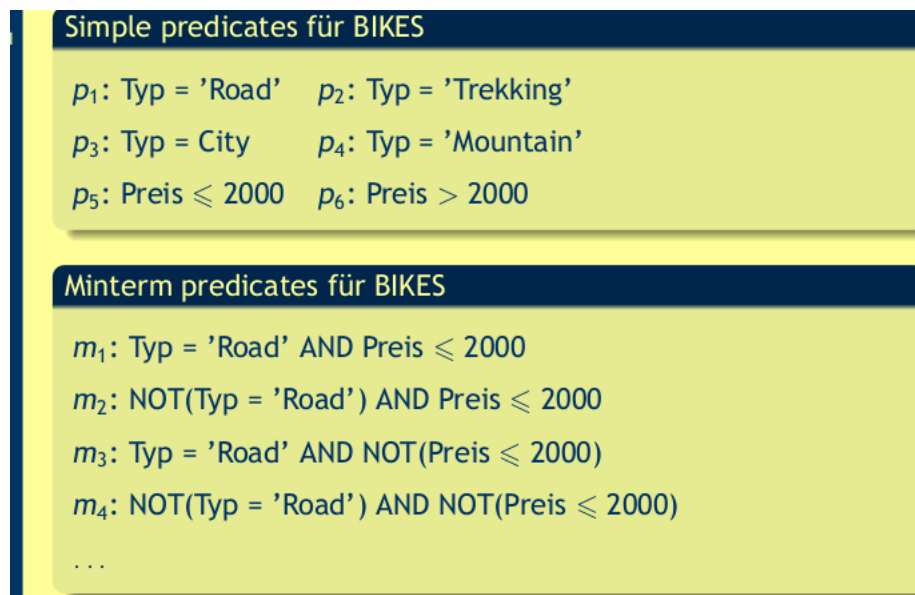 Simple predicates für BIKES
p₁: Typ = ’Road’ p₂: Typ = ’Trekking’
p₃: Typ = City p₄: Typ = ’Mountain’
p₅: Preis ⩽ 2000 p₆: Preis > 2000
Minterm predicates für BIKES
m₁: Typ = ’Road’ AND Preis ⩽ 2000
m₂: NOT(Typ = ’Road’) AND Preis ⩽ 2000
m₃: Typ = ’Road’ AND NOT(Preis ⩽ 2000)
m₄: NOT(Typ = ’Road’) AND NOT(Preis ⩽ 2000)
...